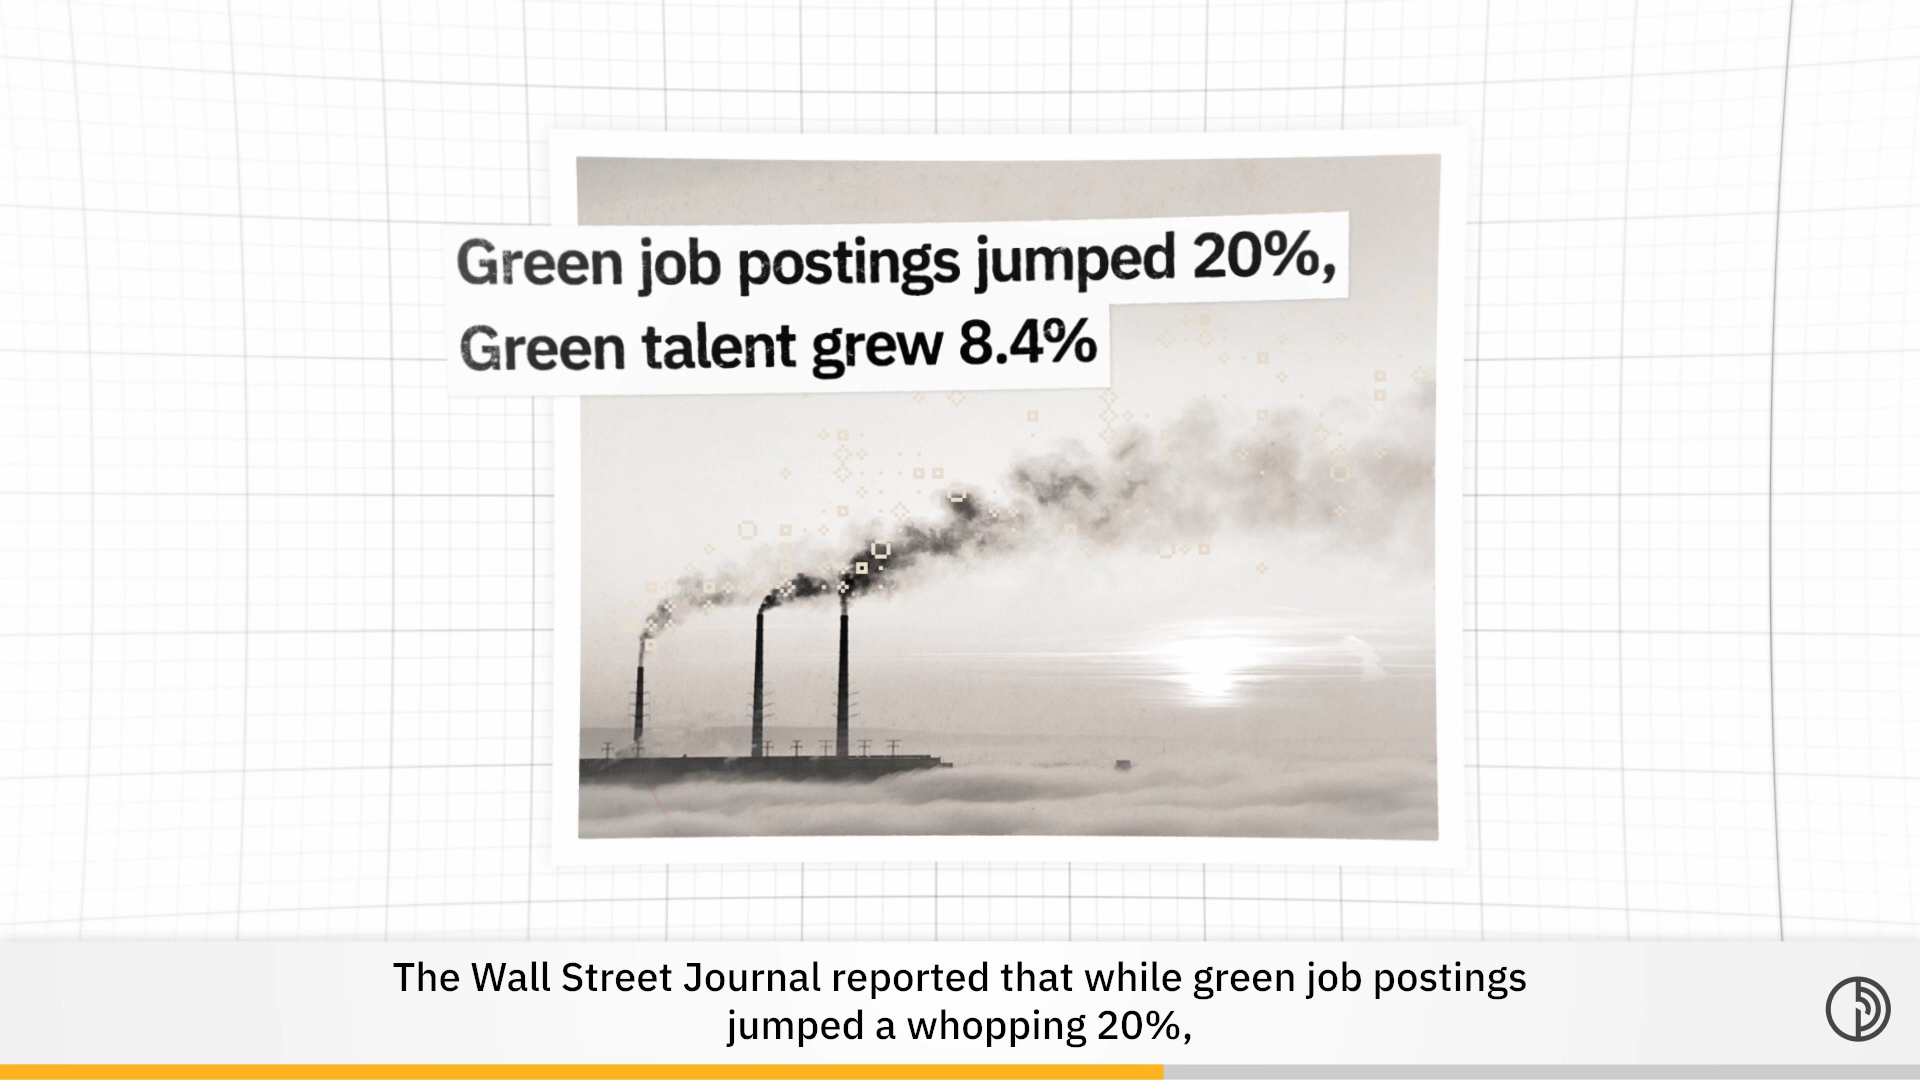 Green job postings jumped 20%,
Green talent grew 8.4%
The Wall Street Journal reported that while green job postings
jumped a whopping 20%,